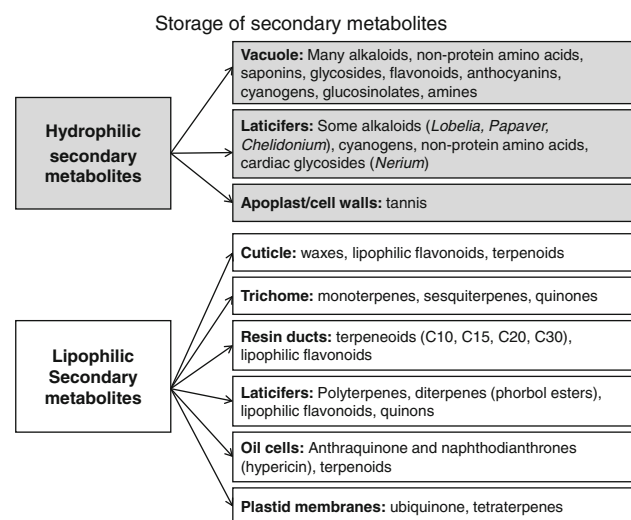 Storage of secondary metabolites
Hydrophilic
secondary
metabolites
Vacuole: Many alkaloids, non-protein amino acids,
saponins, glycosides, flavonoids, anthocyanins,
cyanogens, glucosinolates, amines
Laticifers: Some alkaloids (Lobelia, Papaver,
Chelidonium), cyanogens, non-protein amino acids,
cardiac glycosides (Nerium)
Apoplast/cell walls: tannis
Lipophilic
Secondary
metabolites
Cuticle: waxes, lipophilic flavonoids, terpenoids
Trichome: monoterpenes, sesquiterpenes, quinones
Resin ducts: terpeneoids (C10, C15, C20, C30),
lipophilic flavonoids
Laticifers: Polyterpenes, diterpenes (phorbol esters),
lipophilic flavonoids, quinons
Oil cells: Anthraquinone and naphthodianthrones
(hypericin), terpenoids
Plastid membranes: ubiquinone, tetraterpenes